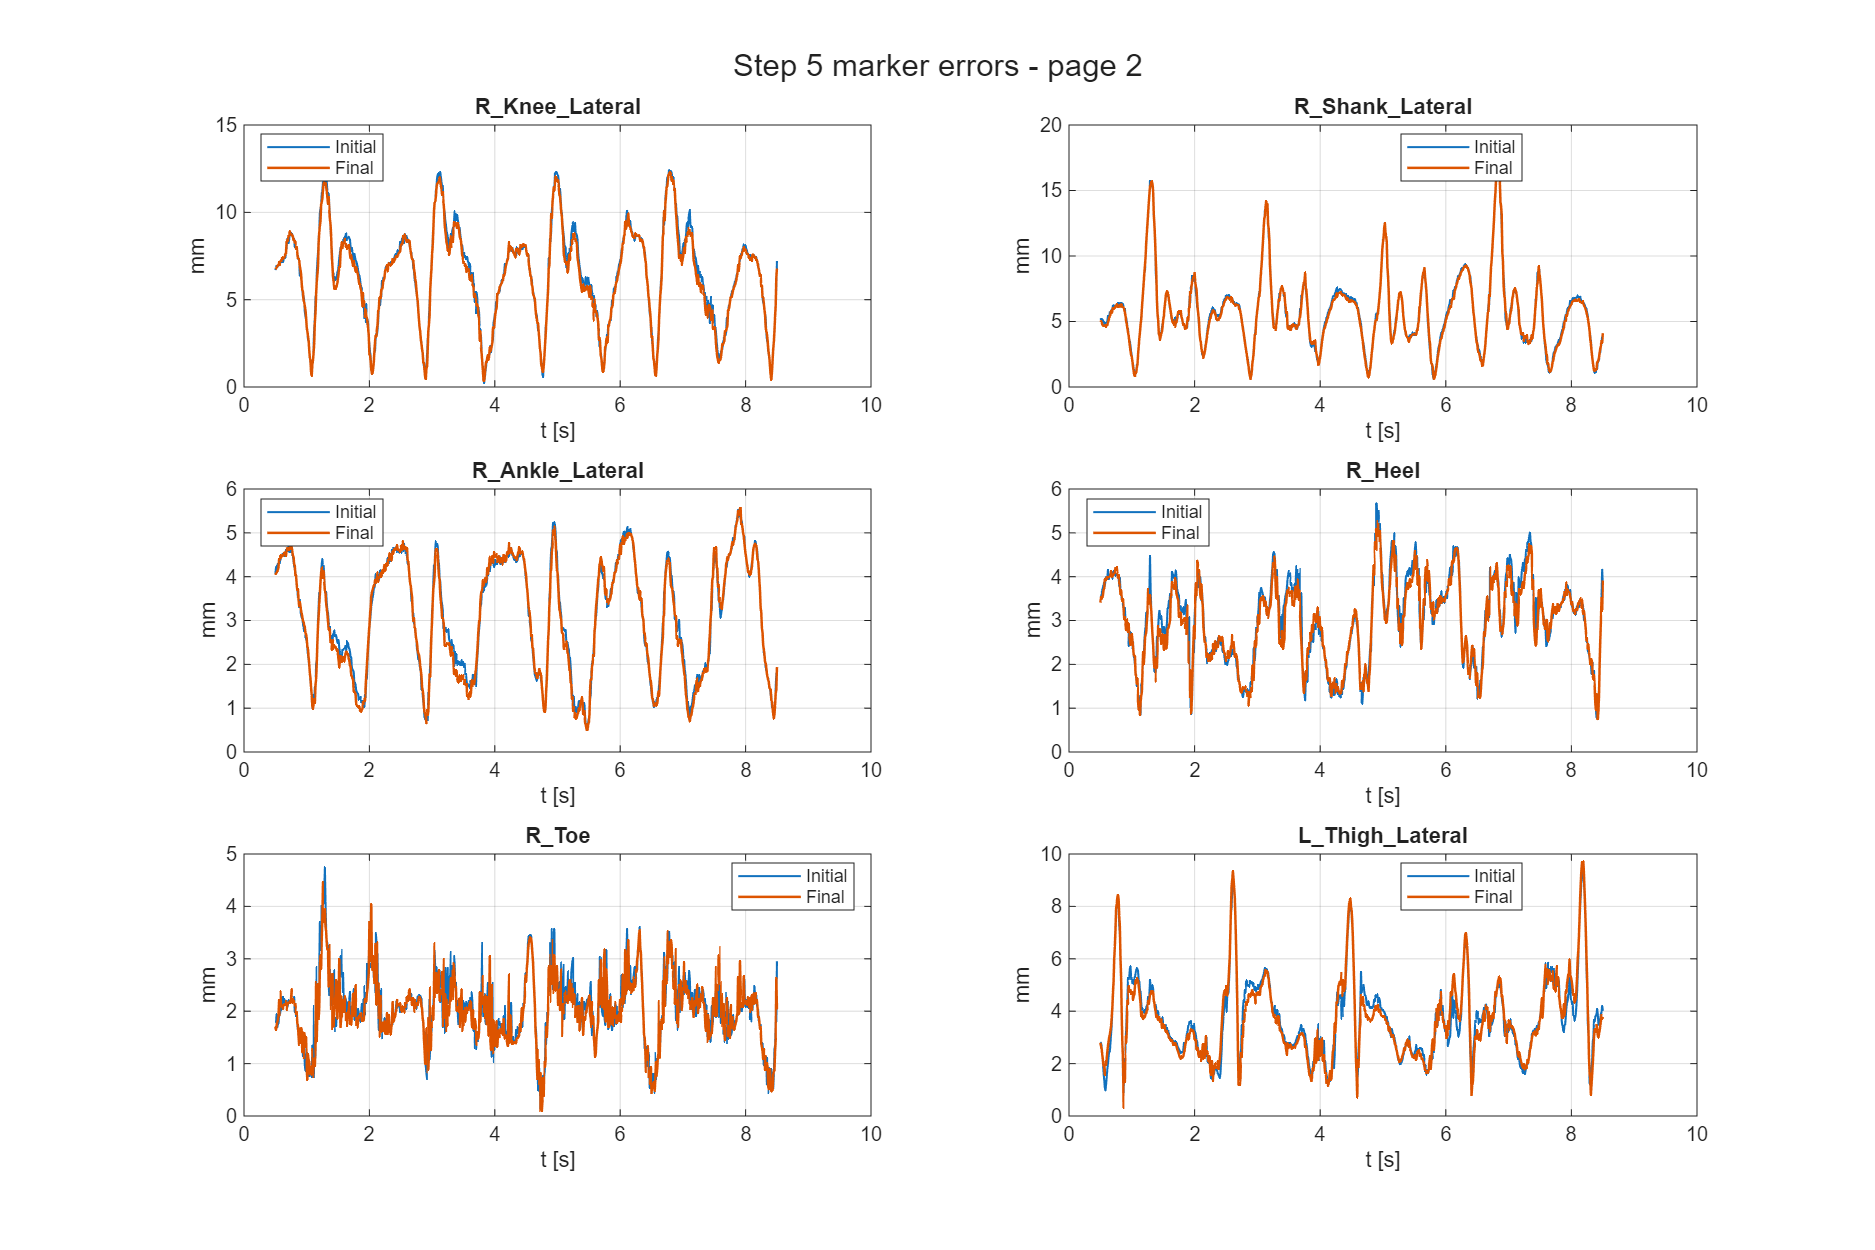 Step 5 marker errors - page 2
R_Knee_Lateral
15
10
5
0
mm
Initial
Final
0 2 4 6 8 10
t [s]
R_Shank_Lateral
20
15
10
5
0
mm
Initial
Final
0 2 4 6 8 10
t [s]
R_Ankle_Lateral
6
5
4
3
2
1
0
mm
Initial
Final
0 2 4 6 8 10
t [s]
R_Heel
6
5
4
3
2
1
0
mm
Initial
Final
0 2 4 6 8 10
t [s]
R_Toe
5
4
3
2
1
0
mm
Initial
Final
0 2 4 6 8 10
t [s]
L_Thigh_Lateral
10
8
6
4
2
0
mm
Initial
Final
0 2 4 6 8 10
t [s]